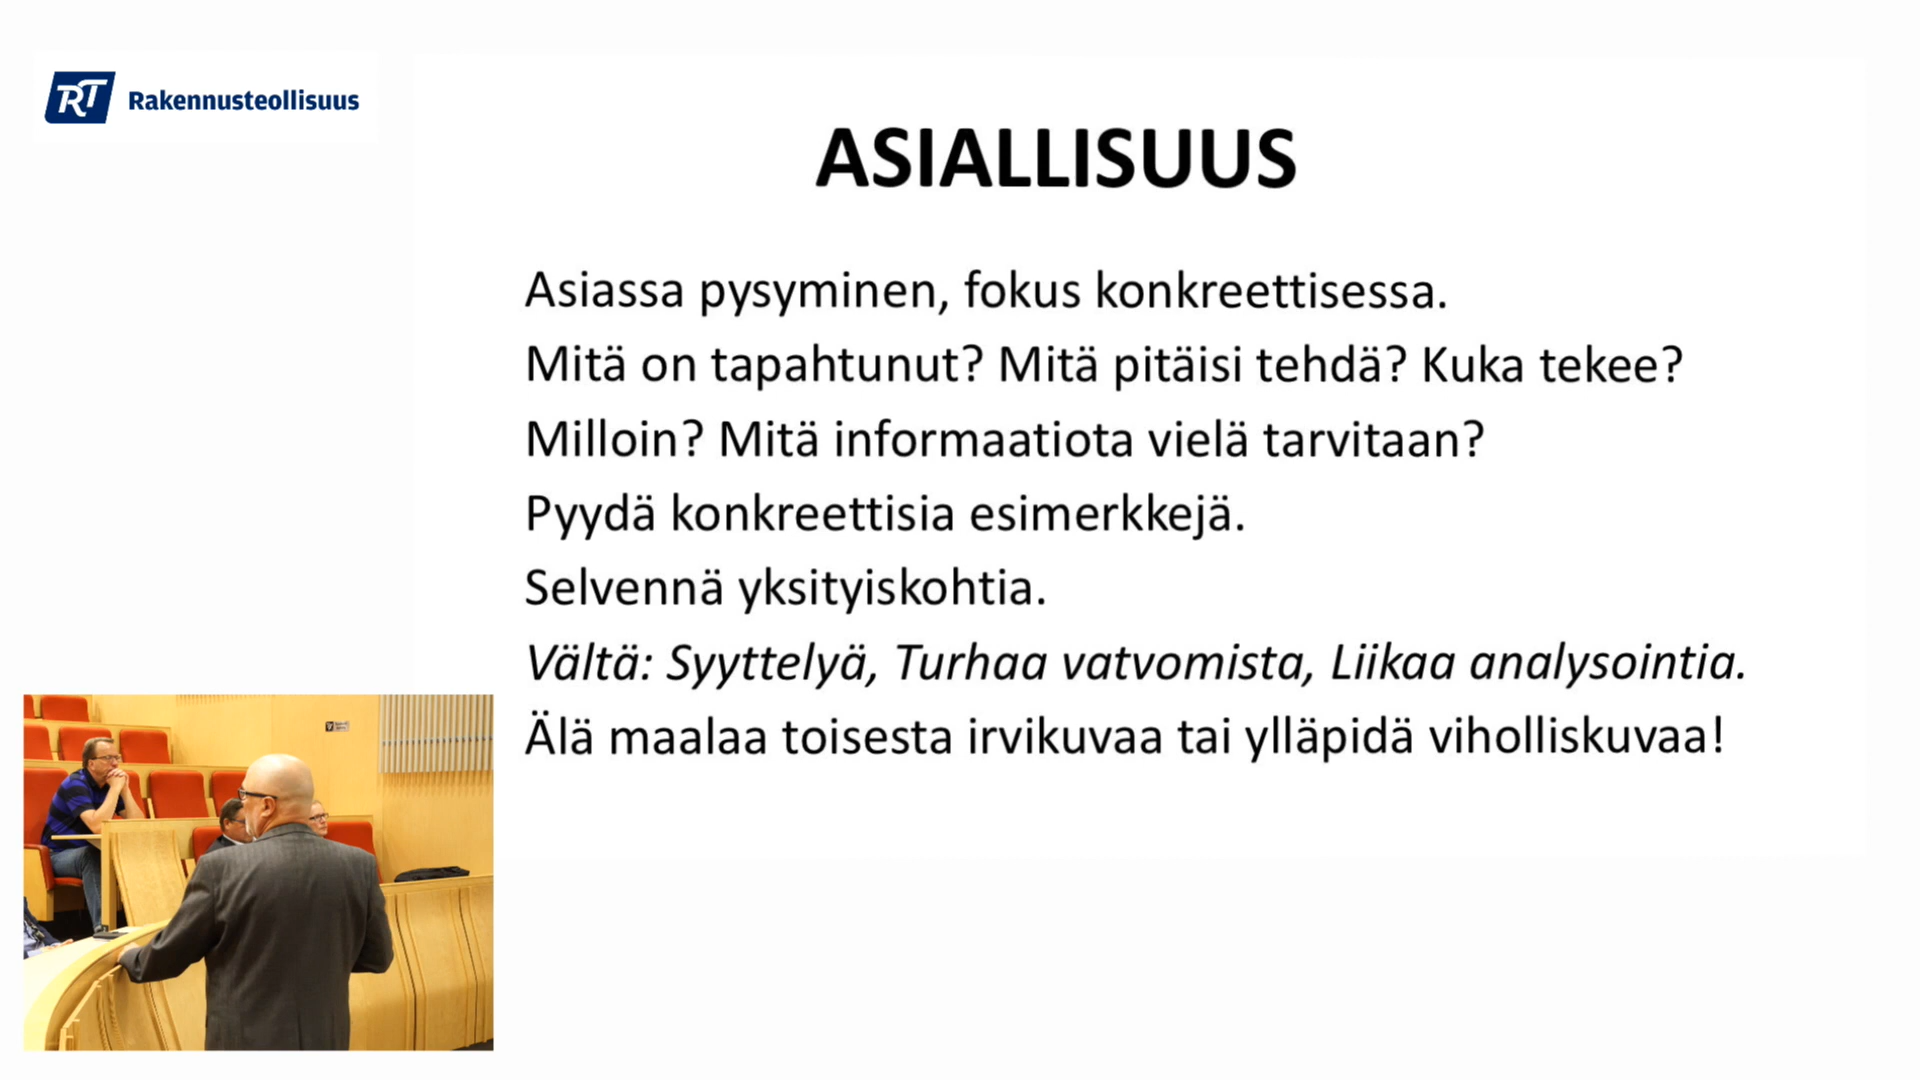 RT Rakennusteollisuus
ASIALLISUUS
Asiassa pysyminen, fokus konkreettisessa.
Mitä on tapahtunut? Mitä pitäisi tehdä? Kuka tekee?
Milloin? Mitä informaatiota vielä tarvitaan?
Pyydä konkreettisia esimerkkejä.
Selvennä yksityiskohtia.
Vältä: Syyttelyä, Turhaa vatvomista, Liikaa analysointia.
Älä maalaa toisesta irvikuvaa tai ylläpidä viholliskuvaa!